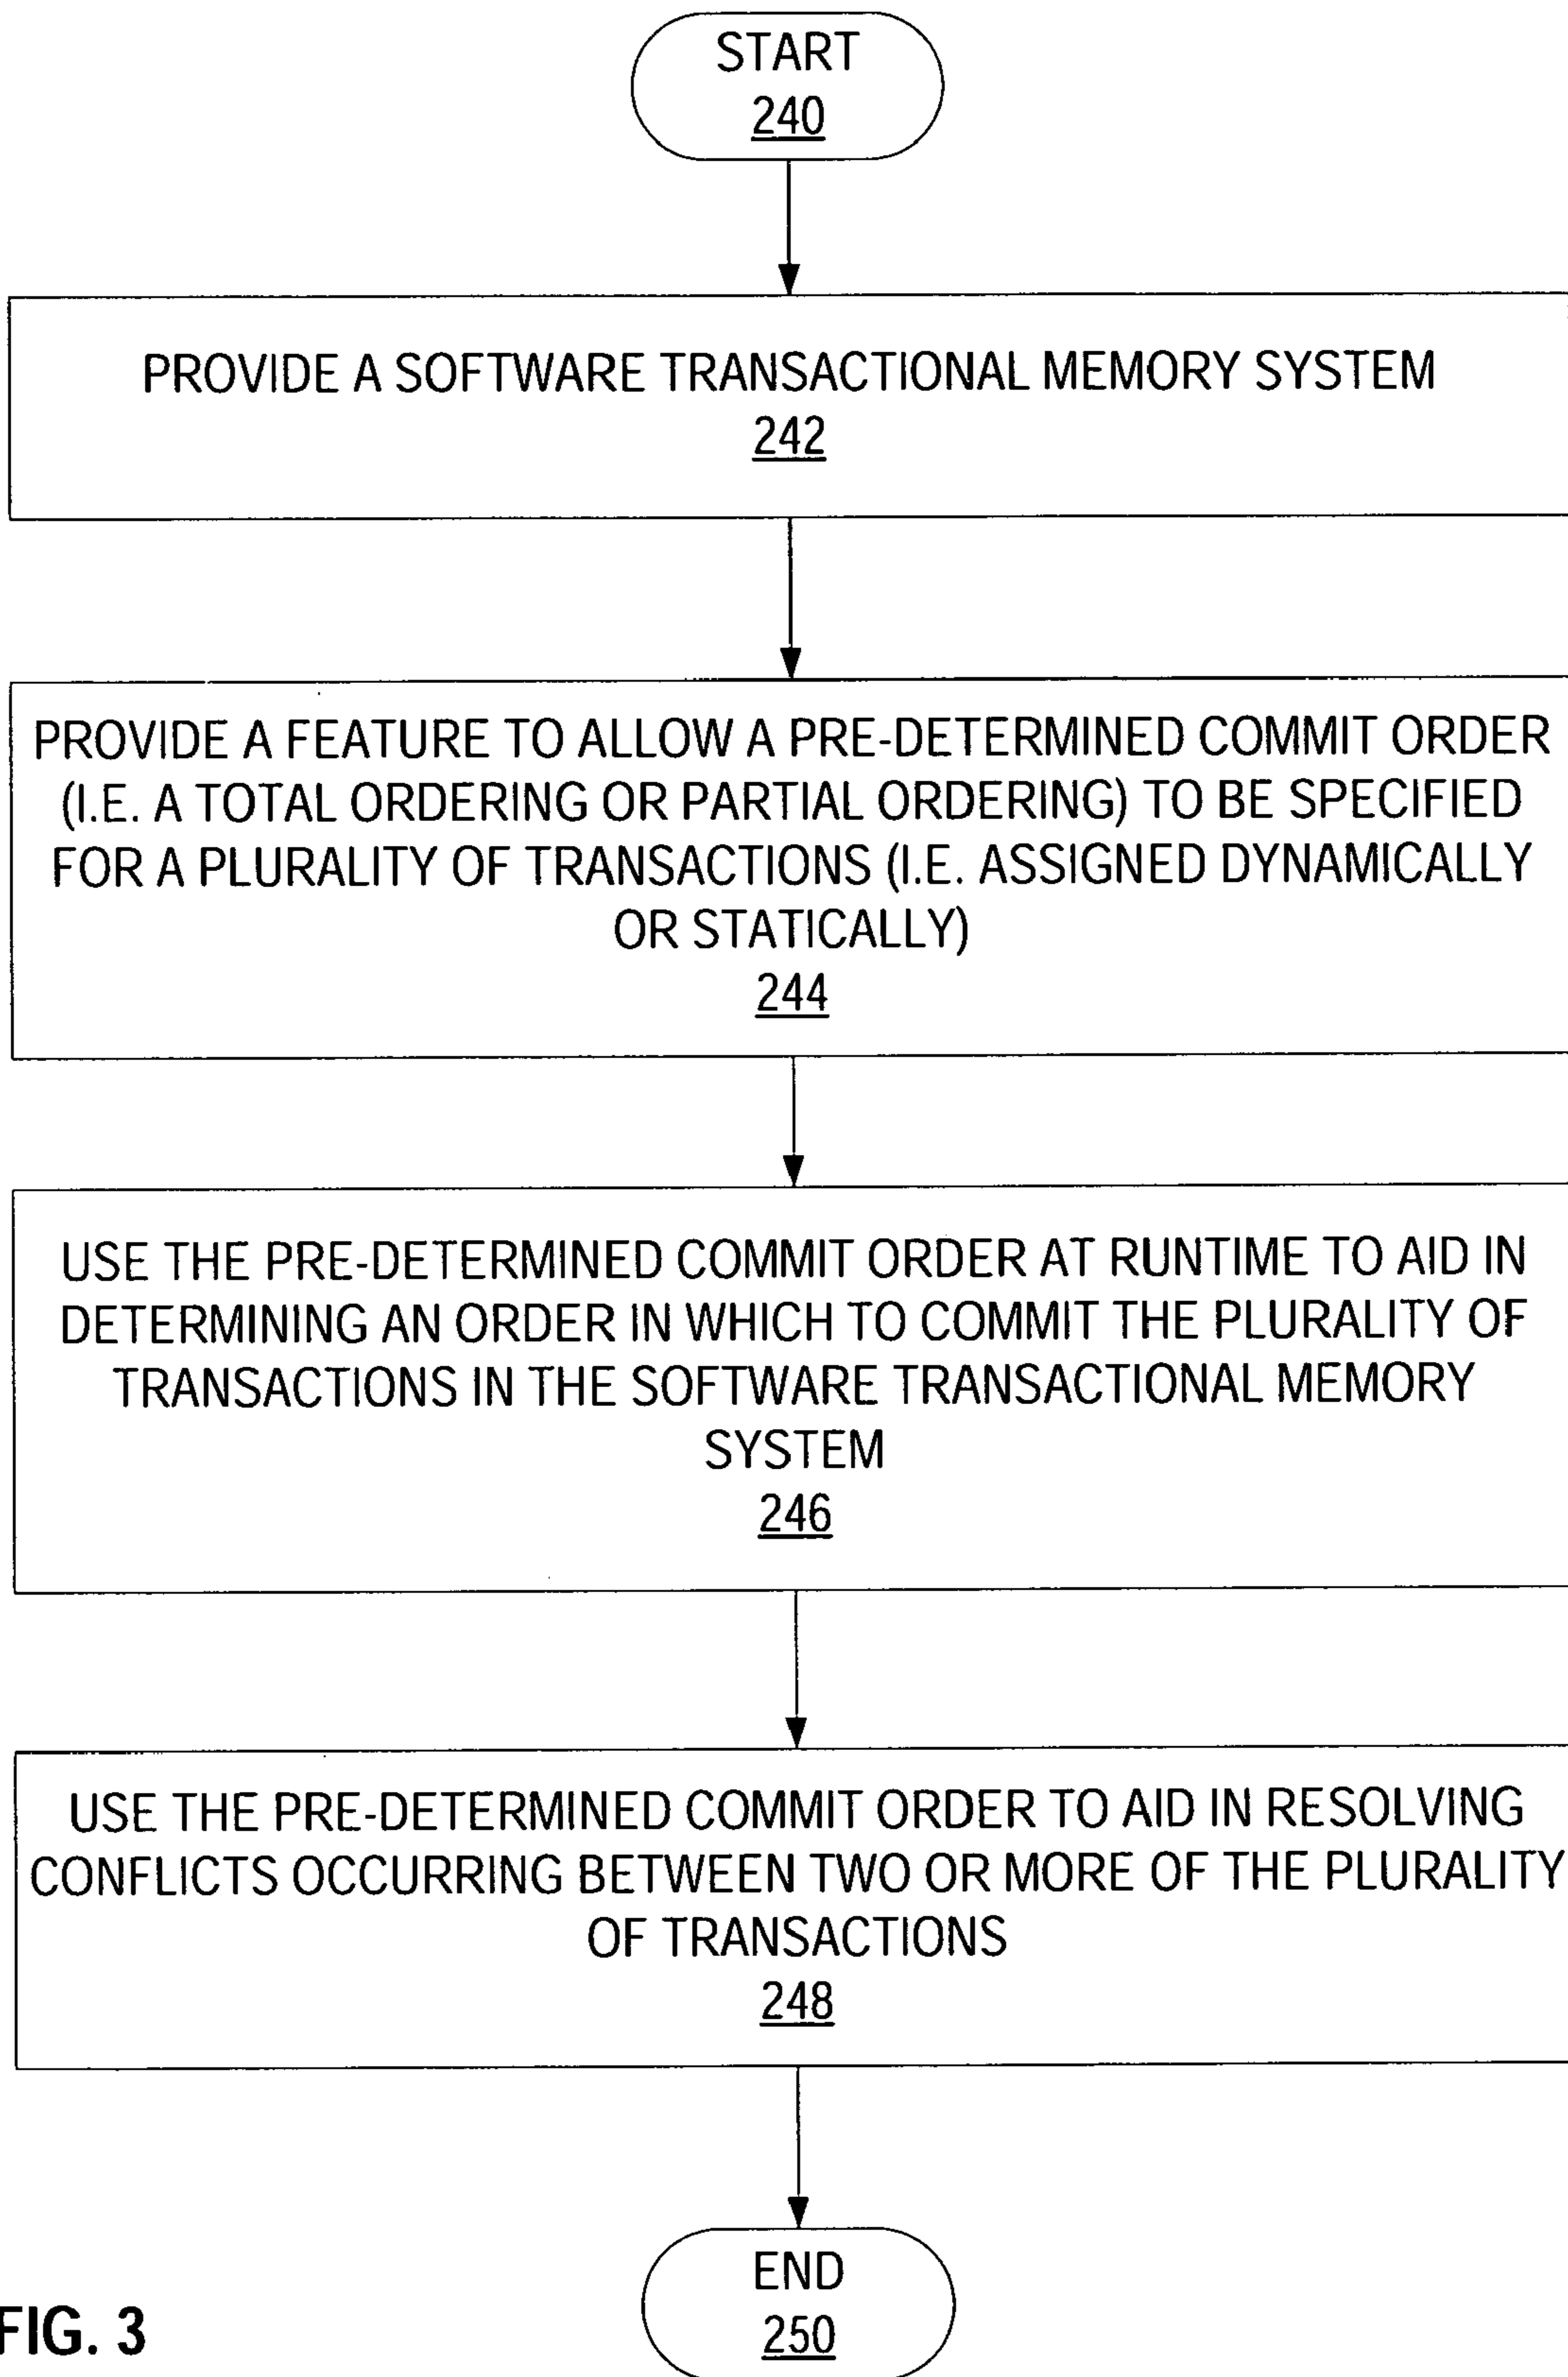 START
240
PROVIDE A SOFTWARE TRANSACTIONAL MEMORY SYSTEM
242
PROVIDE A FEATURE TO ALLOW A PRE-DETERMINED COMMIT ORDER
(I.E. A TOTAL ORDERING OR PARTIAL ORDERING) TO BE SPECIFIED
FOR A PLURALITY OF TRANSACTIONS (I.E. ASSIGNED DYNAMICALLY
OR STATICALLY)
244
USE THE PRE-DETERMINED COMMIT ORDER AT RUNTIME TO AID IN
DETERMINING AN ORDER IN WHICH TO COMMIT THE PLURALITY OF
TRANSACTIONS IN THE SOFTWARE TRANSACTIONAL MEMORY
SYSTEM
246
USE THE PRE-DETERMINED COMMIT ORDER TO AID IN RESOLVING
CONFLICTS OCCURRING BETWEEN TWO OR MORE OF THE PLURALITY
OF TRANSACTIONS
248
END
250
FIG. 3